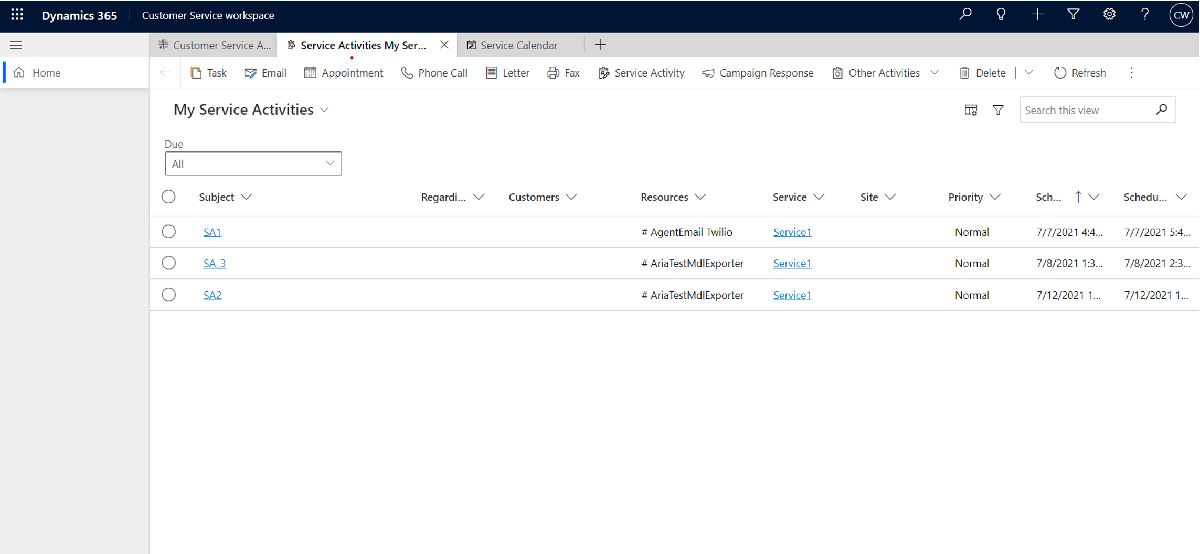 Dynamics 365 Customer Service workspace CW
Customer Service A... Service Activities My Ser... Service Calendar
Home
Task Email Appointment Phone Call Letter Fax Service Activity Campaign Response Other Activities Delete Refresh
My Service Activities Search this view
Due
All
Subject Regardi... Customers Resources Service Site Priority Sch... Schedu...
SA1 # AgentEmail Twilio Service1 Normal 7/7/2021 4:4... 7/7/2021 5:4...
SA_3 # AriaTestMdlExporter Service1 Normal 7/8/2021 1:3... 7/8/2021 2:3...
SA2 # AriaTestMdlExporter Service1 Normal 7/12/2021 1... 7/12/2021 1...